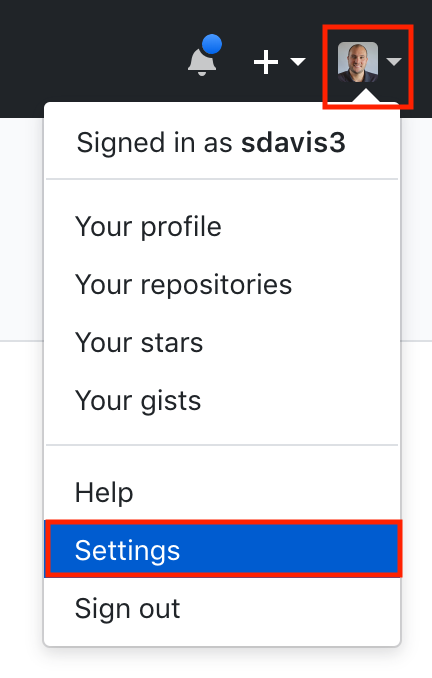 Signed in as sdavis3
Your profile
Your repositories
Your stars
Your gists
Help
Settings
Sign out